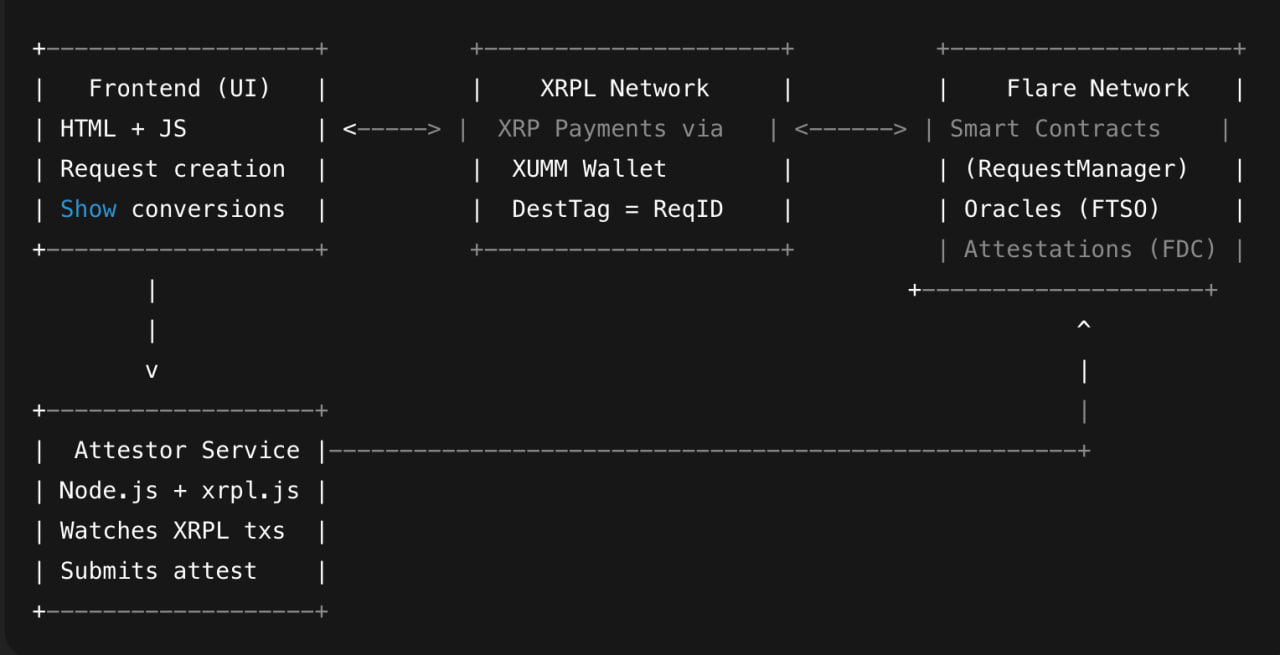 +-------------------+          +---------------------+          +--------------------+
|   Frontend (UI)   |          |    XRPL Network     |          |    Flare Network   |
| HTML + JS         | <-----> |  XRP Payments via   | <------> | Smart Contracts    |
| Request creation  |          |  XUMM Wallet        |          | (RequestManager)   |
| Show conversions  |          |  DestTag = ReqID    |          | Oracles (FTSO)     |
+-------------------+          +---------------------+          | Attestations (FDC) |
        |                                                     +--------------------+
        |                                                                 ^
        v                                                                 |
+-------------------+                                                     |
|  Attestor Service |-----------------------------------------------------+
| Node.js + xrpl.js |
| Watches XRPL txs  |
| Submits attest    |
+-------------------+